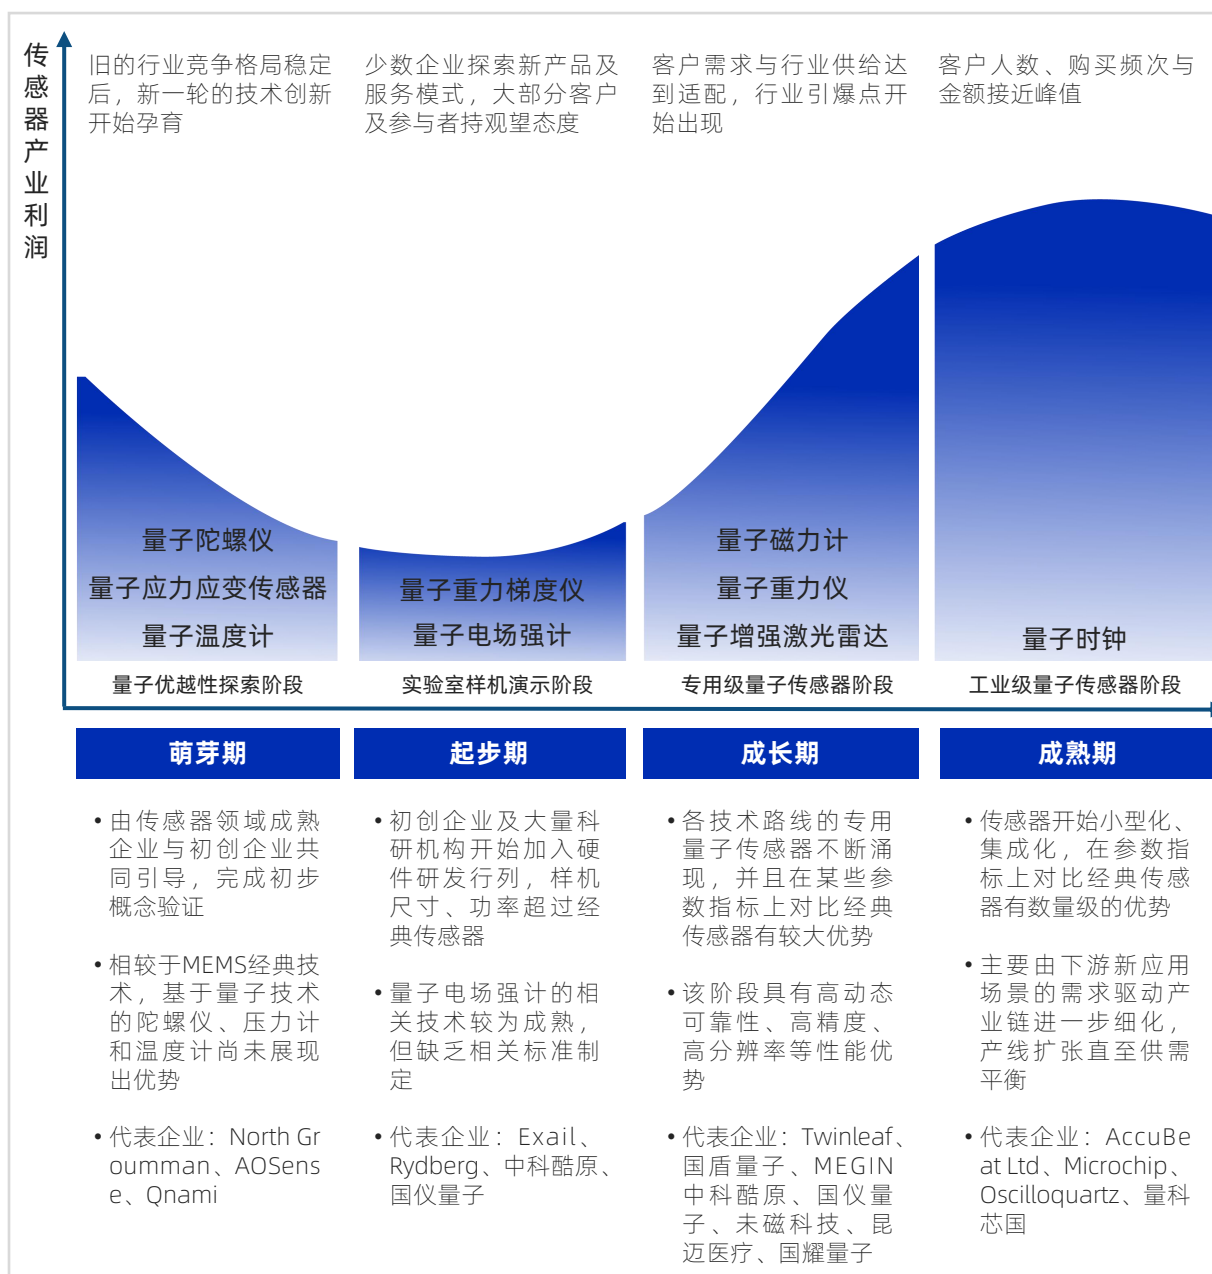 传感器产业利润
旧的行业竞争格局稳定
后，新一轮的技术创新
开始孕育
少数企业探索新产品及
服务模式，大部分客户
及参与者持观望态度
客户需求与行业供给达
到适配，行业引爆点开
始出现
客户人数、购买频次与
金额接近峰值
量子陀螺仪
量子应力应变传感器
量子温度计
量子重力梯度仪
量子电场强计
量子磁力计
量子重力仪
量子增强激光雷达
量子时钟
量子优越性探索阶段
实验室样机演示阶段
专用级量子传感器阶段
工业级量子传感器阶段
萌芽期
起步期
成长期
成熟期
• 由传感器领域成熟
企业与初创企业共
同引导，完成初步
概念验证
• 相较于MEMS经典技
术，基于量子技术
的陀螺仪、压力计
和温度计尚未展现
出优势
• 代表企业：North Gr
oumman、AOSens
e、Qnami
• 初创企业及大量科
研机构开始加入硬
件研发行列，样机
尺寸、功率超过经
典传感器
• 量子电场强计的相
关技术较为成熟，
但缺乏相关标准制
定
• 代表企业：Exail、
Rydberg、中科酷原、
国仪量子
• 各技术路线的专用
量子传感器不断涌
现，并且在某些参
数指标上对比经典
传感器有较大优势
• 该阶段具有高动态
可靠性、高精度、
高分辨率等性能优
势
• 代表企业：Twinleaf、
国盾量子、MEGIN
中科酷原、国仪量
子、未磁科技、昆
迈医疗、国耀量子
• 传感器开始小型化、
集成化，在参数指
标上对比经典传感
器有数量级的优势
• 主要由下游新应用
场景的需求驱动产
业链进一步细化，
产线扩张直至供需
平衡
• 代表企业：AccuBe
at Ltd、Microchip、
Oscilloquartz、量科
芯国